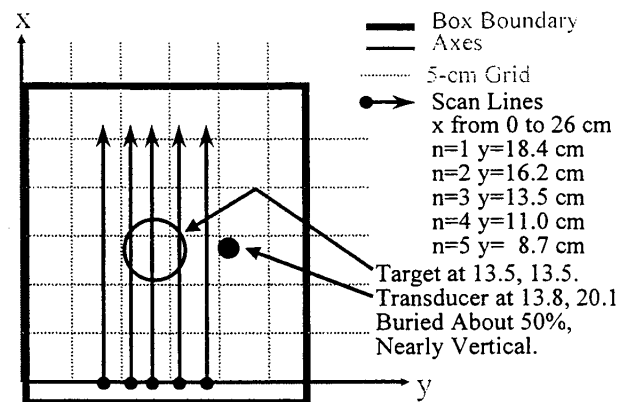 x
Box Boundary
Axes
5-cm Grid
Scan Lines
x from 0 to 26 cm
n=1 y=18.4 cm
n=2 y=16.2 cm
n=3 y=13.5 cm
n=4 y=11.0 cm
n=5 y= 8.7 cm
Target at 13.5, 13.5.
Transducer at 13.8, 20.1
Buried About 50%,
Nearly Vertical.
y